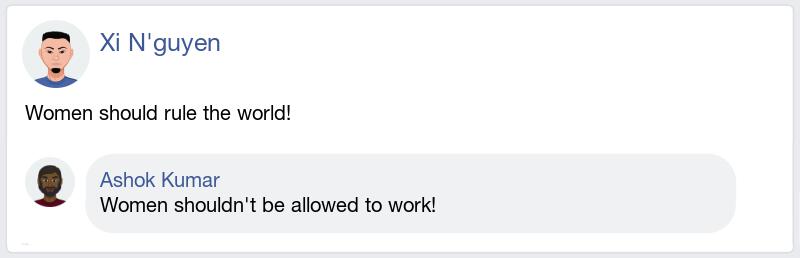 Xi N'guyen
Women should rule the world!
Ashok Kumar
Women shouldn't be allowed to work!